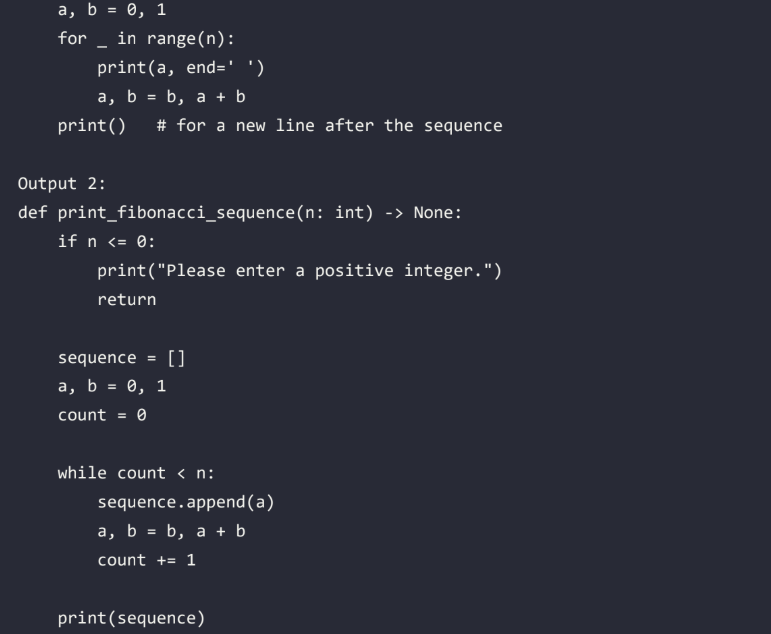 a, b = 0, 1
    for _ in range(n):
        print(a, end=' ')
        a, b = b, a + b
    print()   # for a new line after the sequence

Output 2:
def print_fibonacci_sequence(n: int) -> None:
    if n <= 0:
        print("Please enter a positive integer.")
        return

    sequence = []
    a, b = 0, 1
    count = 0

    while count < n:
        sequence.append(a)
        a, b = b, a + b
        count += 1

    print(sequence)